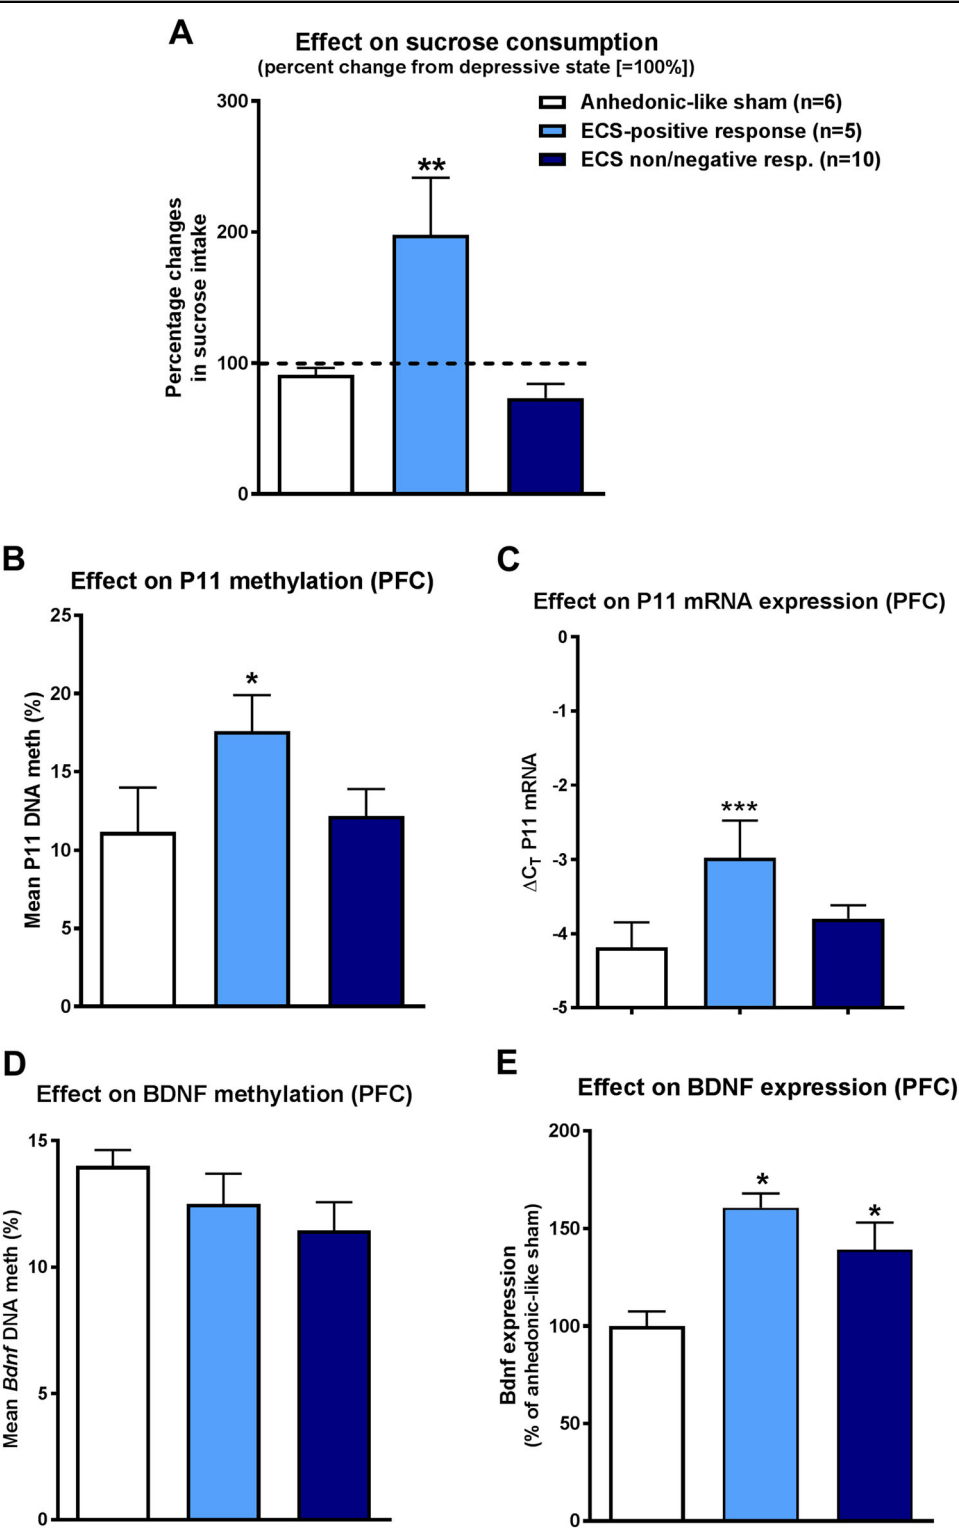 A
Effect on sucrose consumption
(percent change from depressive state [=100%])
Anhedonic-like sham (n=6)
ECS-positive response (n=5)
ECS non/negative resp. (n=10)
Percentage changes
in sucrose intake
300
200
100
0
**
B
Effect on P11 methylation (PFC)
Mean P11 DNA meth (%)
25
20
15
10
5
0
*
C
Effect on P11 mRNA expression (PFC)
ΔCT P11 mRNA
0
-1
-2
-3
-4
-5
***
D
Effect on BDNF methylation (PFC)
Mean Bdnf DNA meth (%)
15
10
5
0
E
Effect on BDNF expression (PFC)
Bdnf expression
(% of anhedonic-like sham)
200
150
100
50
0
*
*